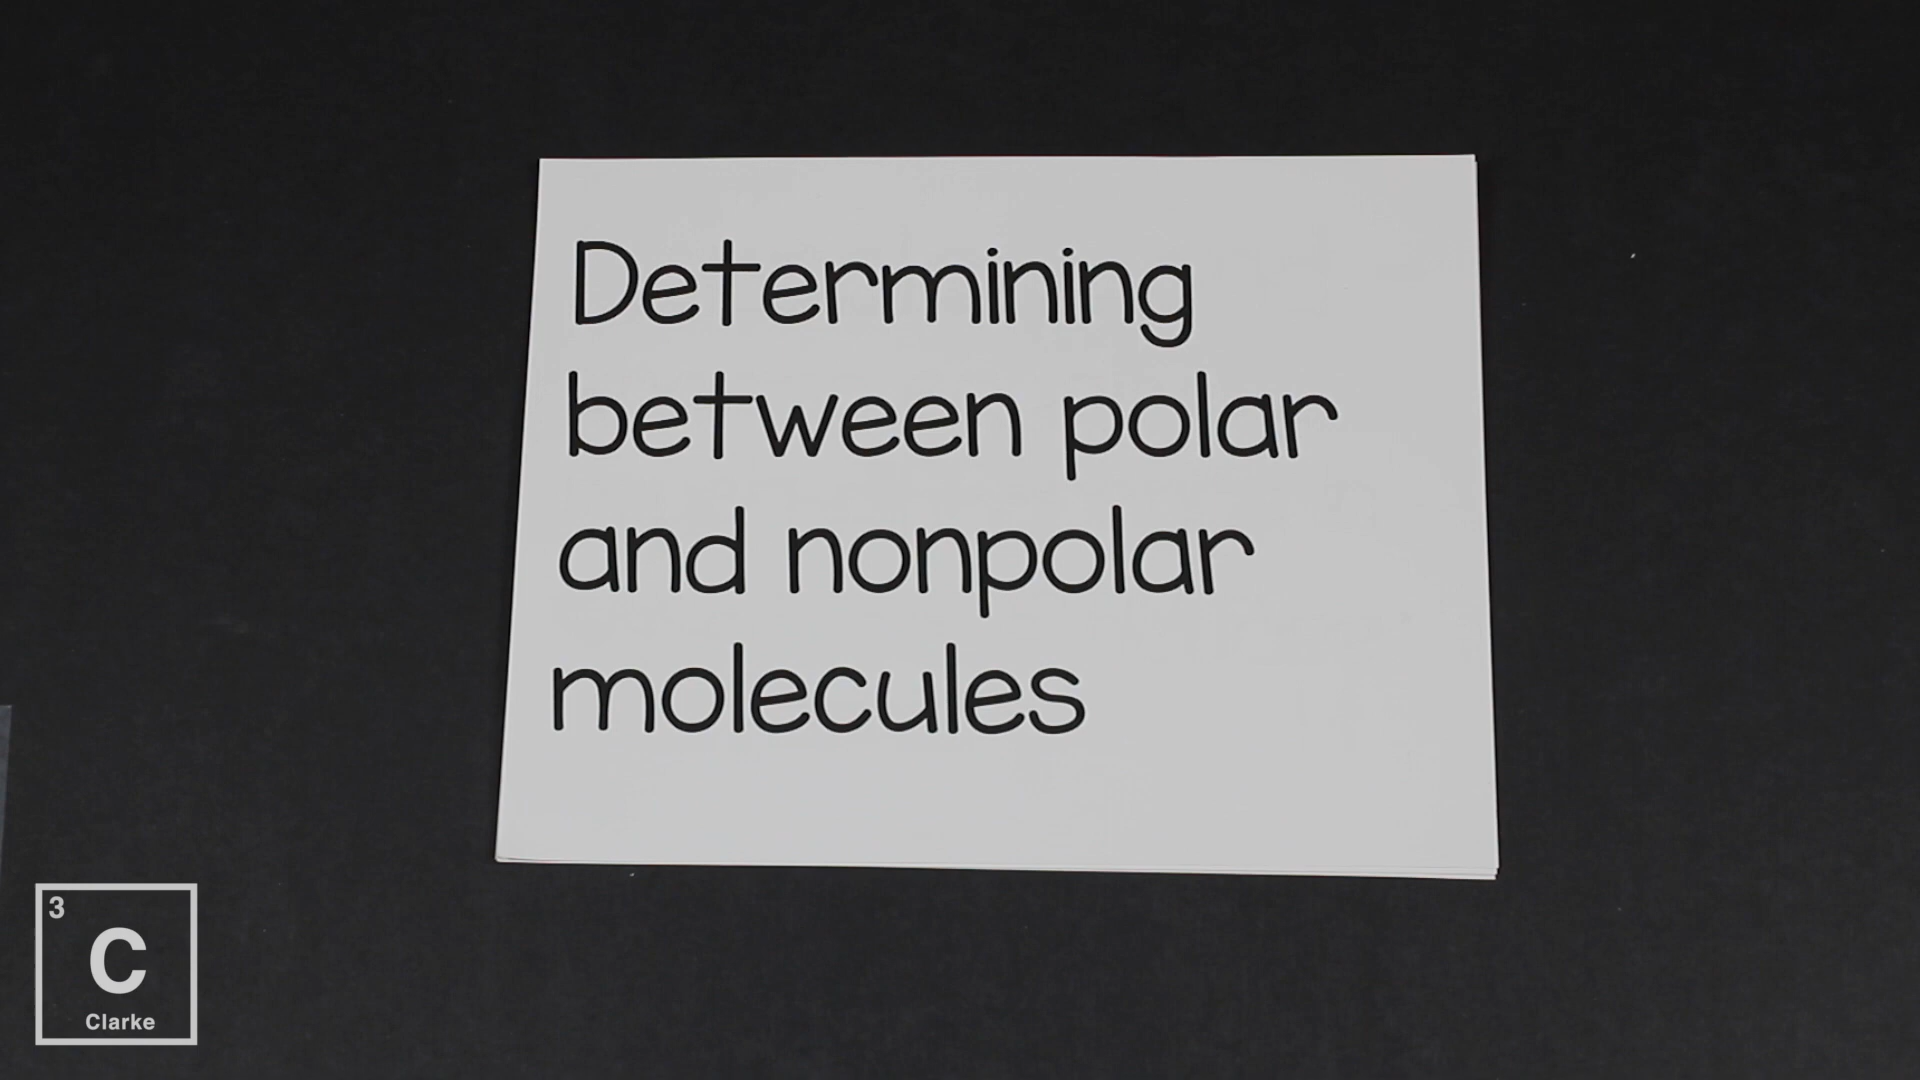 Determining
between polar
and nonpolar
molecules
3
C
Clarke